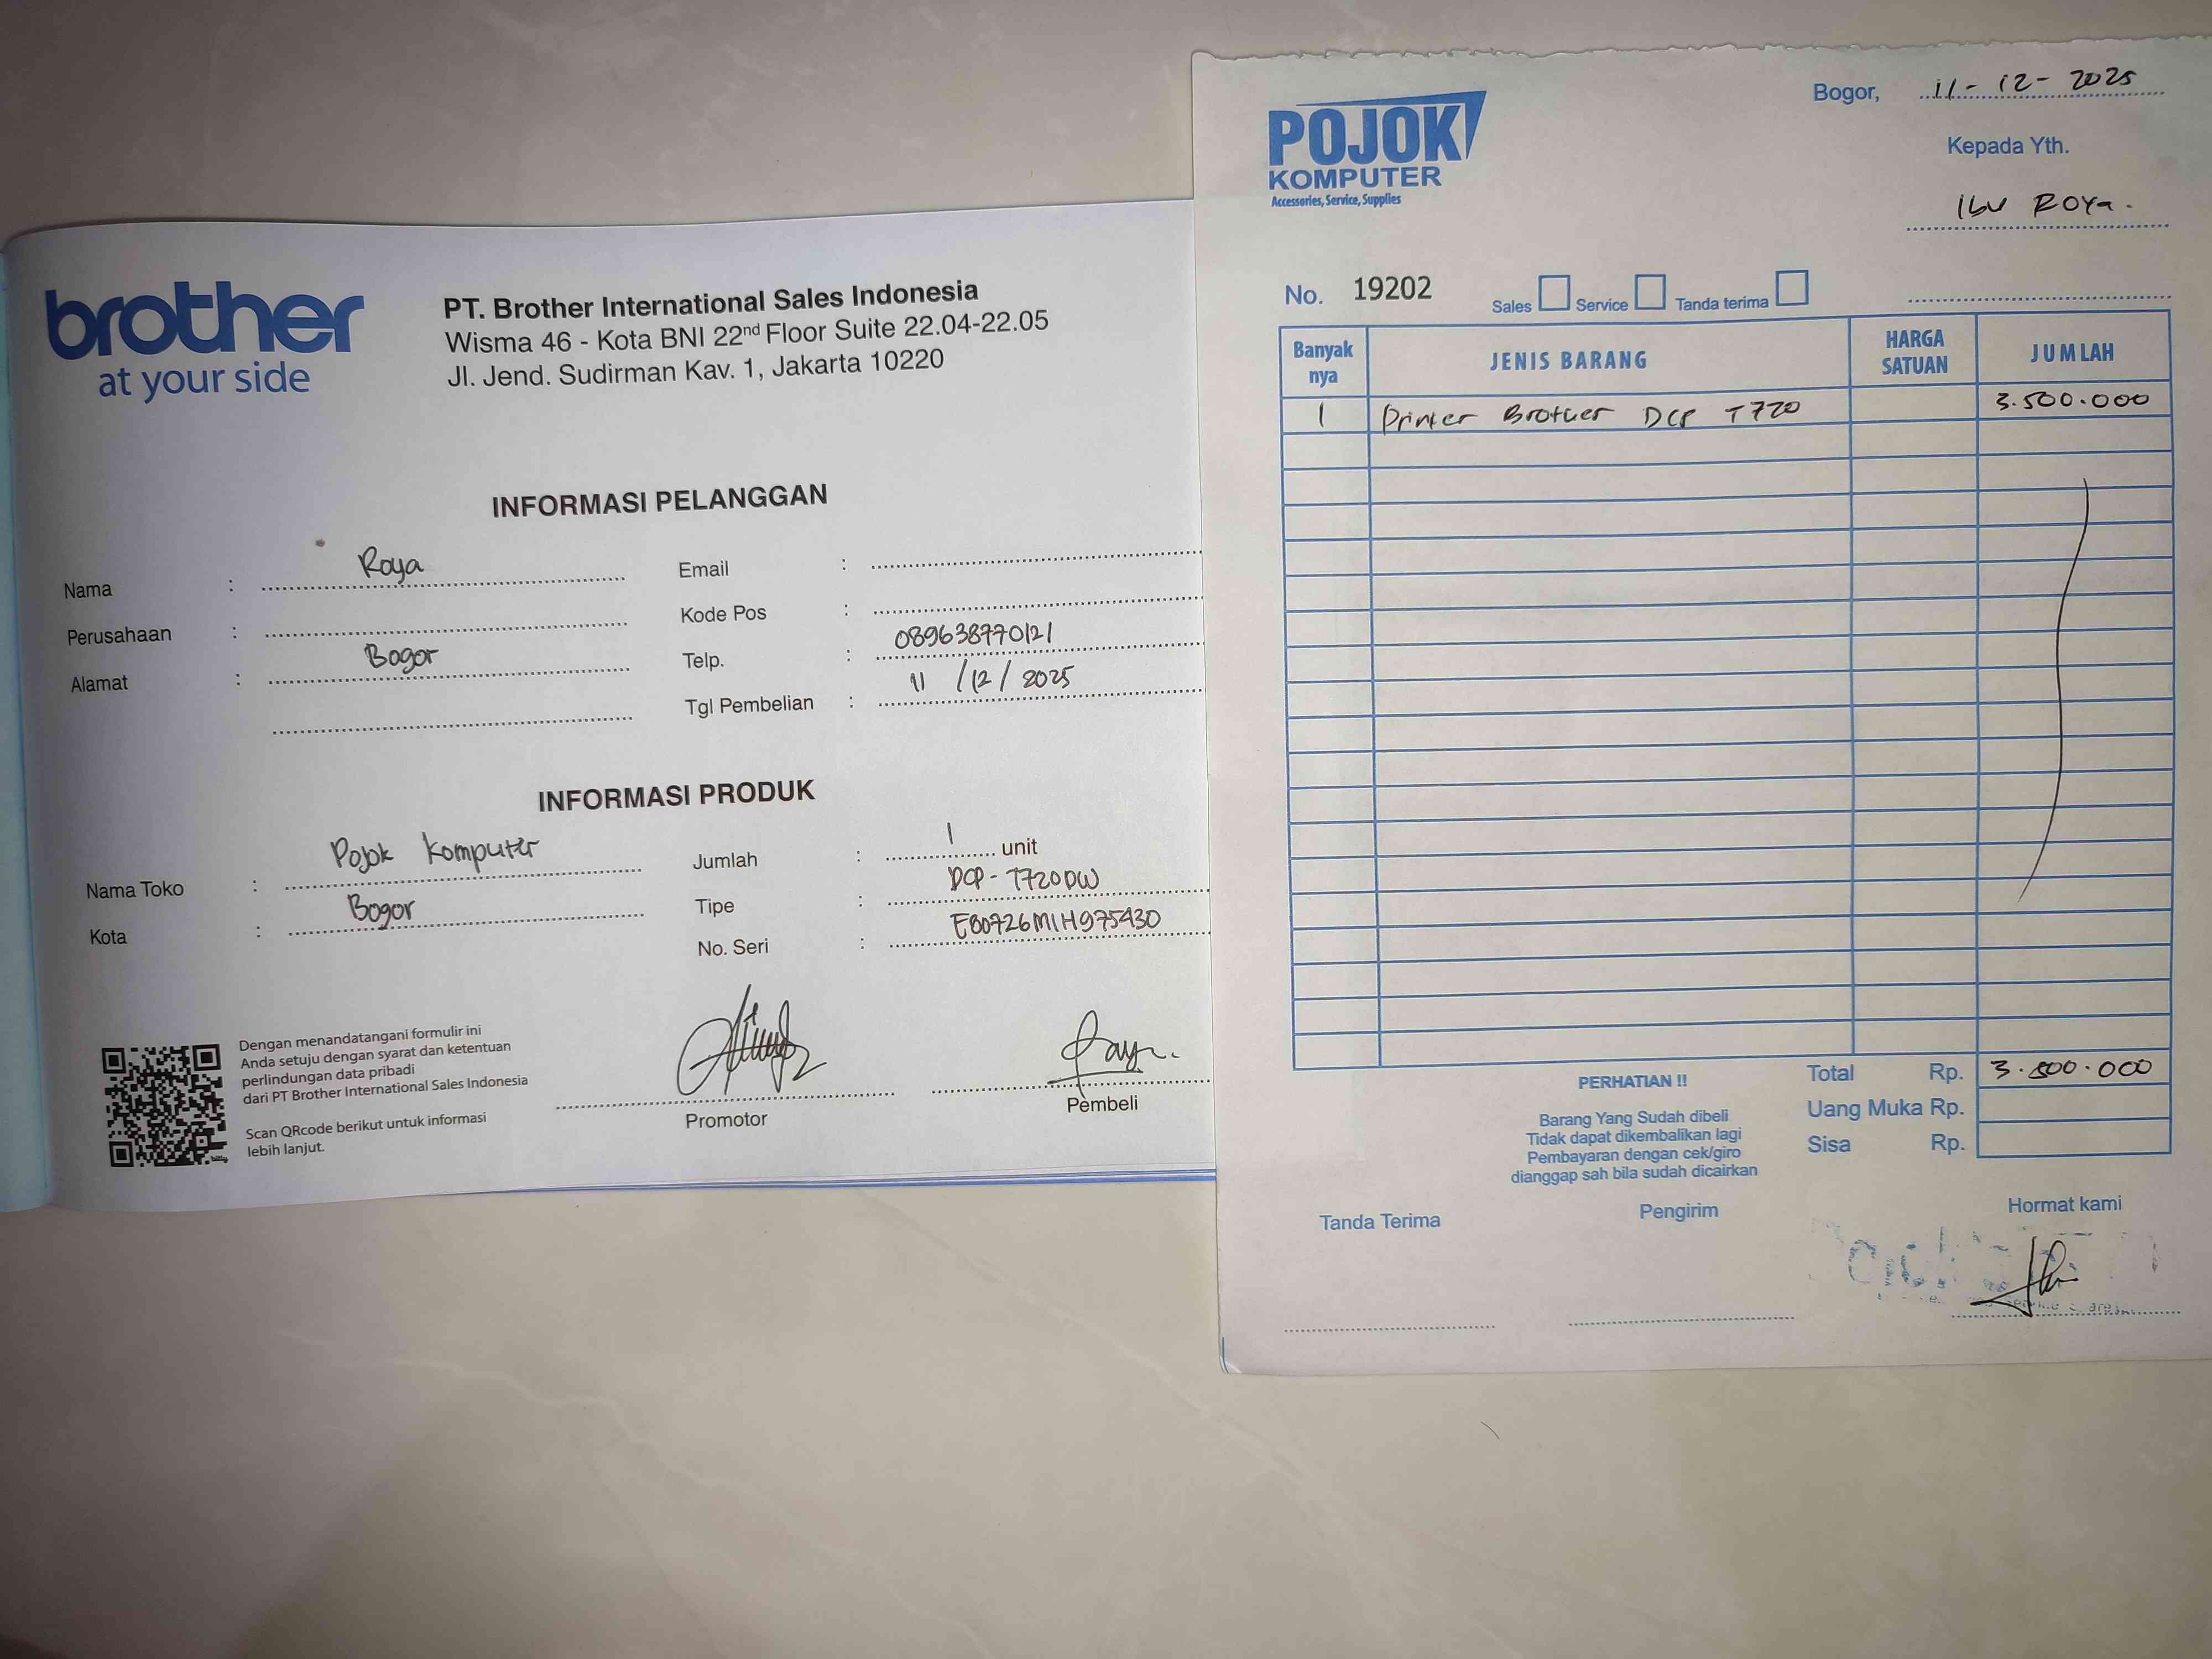 brother
at your side
PT. Brother International Sales Indonesia
Wisma 46 - Kota BNI 22nd Floor Suite 22.04-22.05
Jl. Jend. Sudirman Kav. 1, Jakarta 10220
INFORMASI PELANGGAN
Nama : Roya
Perusahaan :
Alamat : Bogor
Email :
Kode Pos :
Telp. : 089638770121
Tgl Pembelian : 11 / 12 / 2025
INFORMASI PRODUK
Nama Toko : Pojok Komputer
Kota : Bogor
Jumlah : 1 unit
Tipe : DCP - T720DW
No. Seri : E80726M1H975430
Dengan menandatangani formulir ini
Anda setuju dengan syarat dan ketentuan
perlindungan data pribadi
dari PT Brother International Sales Indonesia
Scan QRcode berikut untuk informasi
lebih lanjut.
bitly
Promotor
Pembeli
POJOK
KOMPUTER
Accessories, Service, Supplies
Bogor, 11 - 12 - 2025
Kepada Yth.
Ibu Roya.
No. 19202 Sales Service Tanda terima
Banyak nya JENIS BARANG HARGA SATUAN JUMLAH
1 Printer Brother DCP T720 3.500.000
Total Rp. 3.500.000
Uang Muka Rp.
Sisa Rp.
PERHATIAN !!
Barang Yang Sudah dibeli
Tidak dapat dikembalikan lagi
Pembayaran dengan cek/giro
dianggap sah bila sudah dicairkan
Tanda Terima
Pengirim
Hormat kami